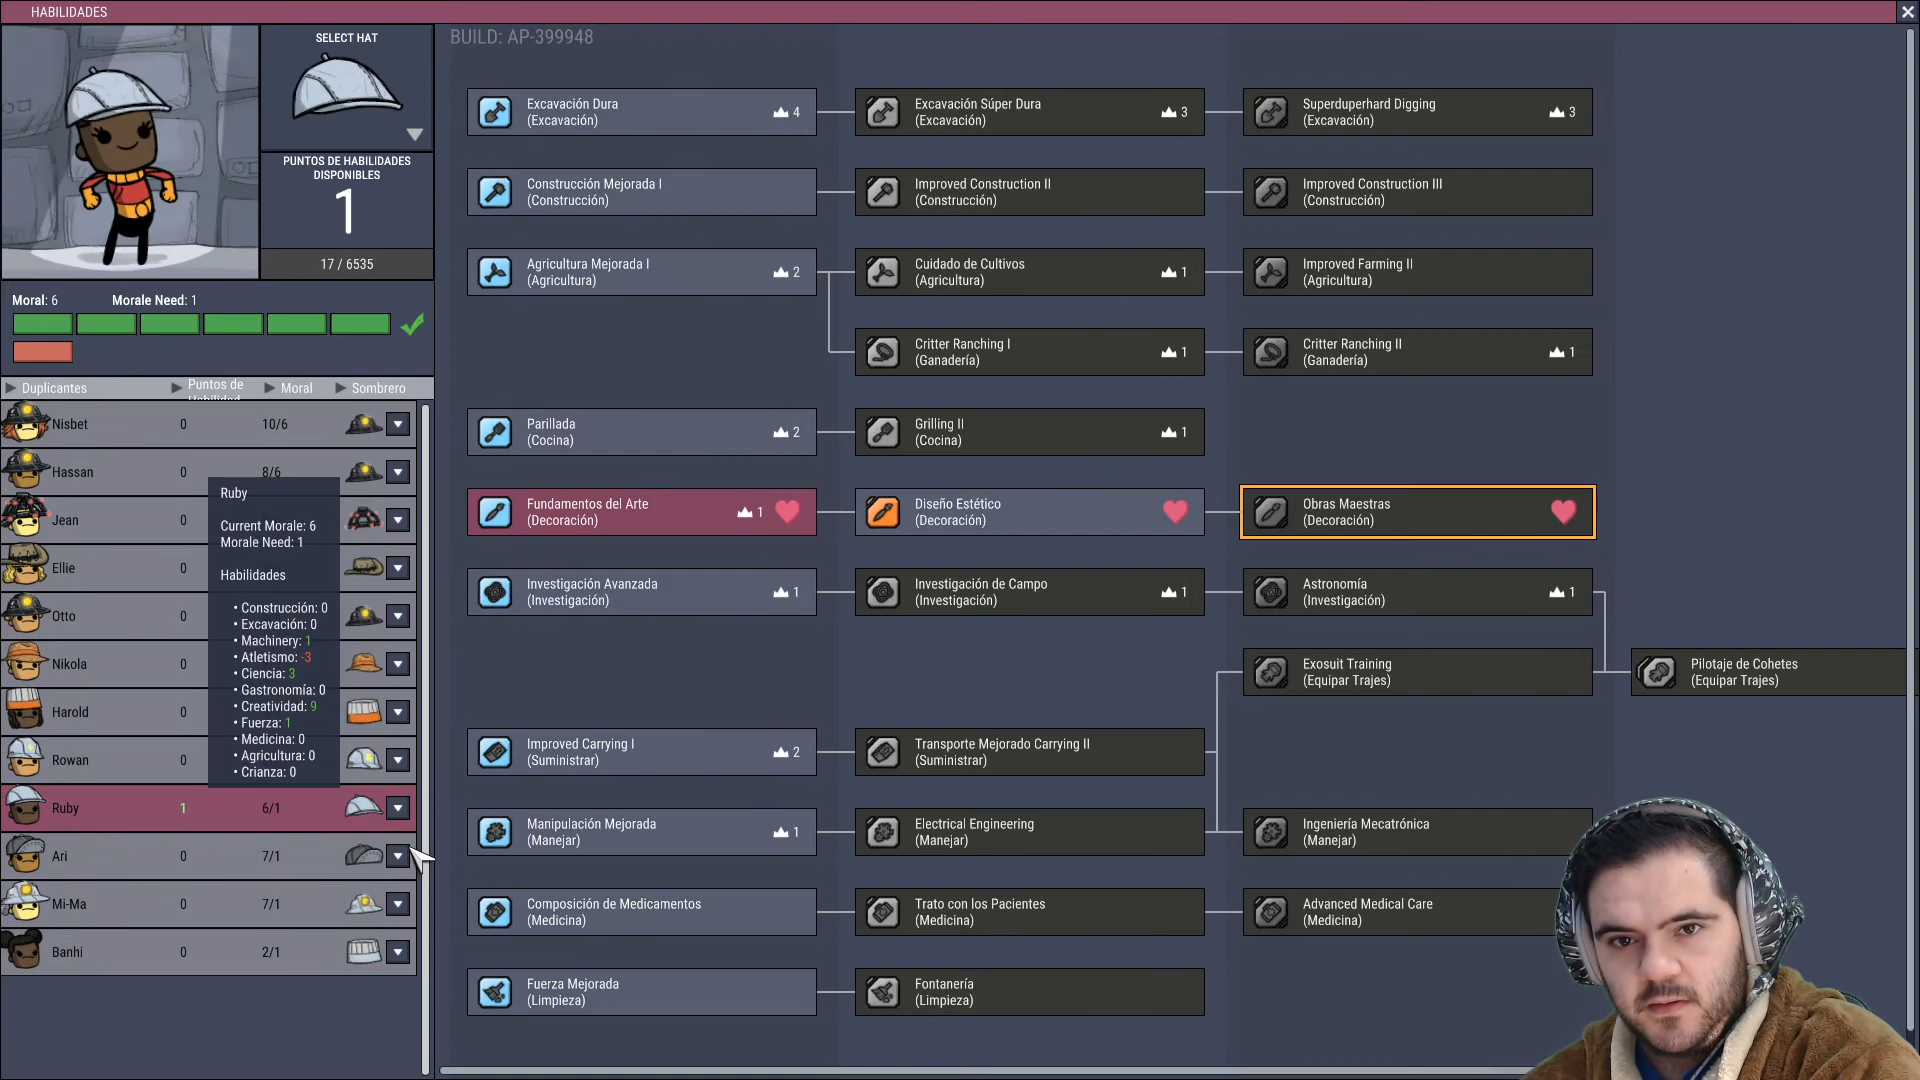 HABILIDADES
SELECT HAT
PUNTOS DE HABILIDADES
DISPONIBLES
1
17 / 6535
Moral: 6
Morale Need: 1
Duplicantes
Puntos de
Moral
Sombrero
Nisbet 0 10/6
Hassan 0 8/6
Jean 0
Ellie 0
Otto 0
Nikola 0
Harold 0
Rowan 0
Ruby 1 6/1
Ari 0 7/1
Mi-Ma 0 7/1
Banhi 0 2/1
Ruby
Current Morale: 6
Morale Need: 1
Habilidades
• Construcción: 0
• Excavación: 0
• Machinery: 1
• Atletismo: -3
• Ciencia: 3
• Gastronomía: 0
• Creatividad: 9
• Fuerza: 1
• Medicina: 0
• Agricultura: 0
• Crianza: 0
BUILD: AP-399948
Excavación Dura
(Excavación)
4
Excavación Súper Dura
(Excavación)
3
Superduperhard Digging
(Excavación)
3
Construcción Mejorada I
(Construcción)
Improved Construction II
(Construcción)
Improved Construction III
(Construcción)
Agricultura Mejorada I
(Agricultura)
2
Cuidado de Cultivos
(Agricultura)
1
Improved Farming II
(Agricultura)
Critter Ranching I
(Ganadería)
1
Critter Ranching II
(Ganadería)
1
Parillada
(Cocina)
2
Grilling II
(Cocina)
1
Fundamentos del Arte
(Decoración)
1
Diseño Estético
(Decoración)
Obras Maestras
(Decoración)
Investigación Avanzada
(Investigación)
1
Investigación de Campo
(Investigación)
1
Astronomía
(Investigación)
1
Exosuit Training
(Equipar Trajes)
Pilotaje de Cohetes
(Equipar Trajes)
Improved Carrying I
(Suministrar)
2
Transporte Mejorado Carrying II
(Suministrar)
Manipulación Mejorada
(Manejar)
1
Electrical Engineering
(Manejar)
Ingeniería Mecatrónica
(Manejar)
Composición de Medicamentos
(Medicina)
Trato con los Pacientes
(Medicina)
Advanced Medical Care
(Medicina)
Fuerza Mejorada
(Limpieza)
Fontanería
(Limpieza)